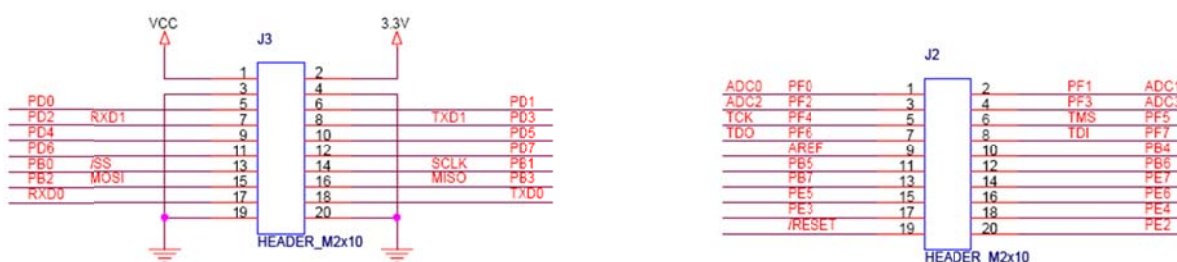 VCC 3.3V
J3
1 2
3 4
PD0 5 6 PD1
PD2 RXD1 7 8 TXD1 PD3
PD4 9 10 PD5
PD6 11 12 PD7
PB0 /SS 13 14 SCLK PB1
PB2 MOSI 15 16 MISO PB3
RXD0 17 18 TXD0
19 20
HEADER_M2x10
J2
ADC0 PF0 1 2 PF1 ADC1
ADC2 PF2 3 4 PF3 ADC3
TCK PF4 5 6 TMS PF5
TDO PF6 7 8 TDI PF7
AREF 9 10 PB4
PB5 11 12 PB6
PB7 13 14 PE7
PE5 15 16 PE6
PE3 17 18 PE4
/RESET 19 20 PE2
HEADER_M2x10